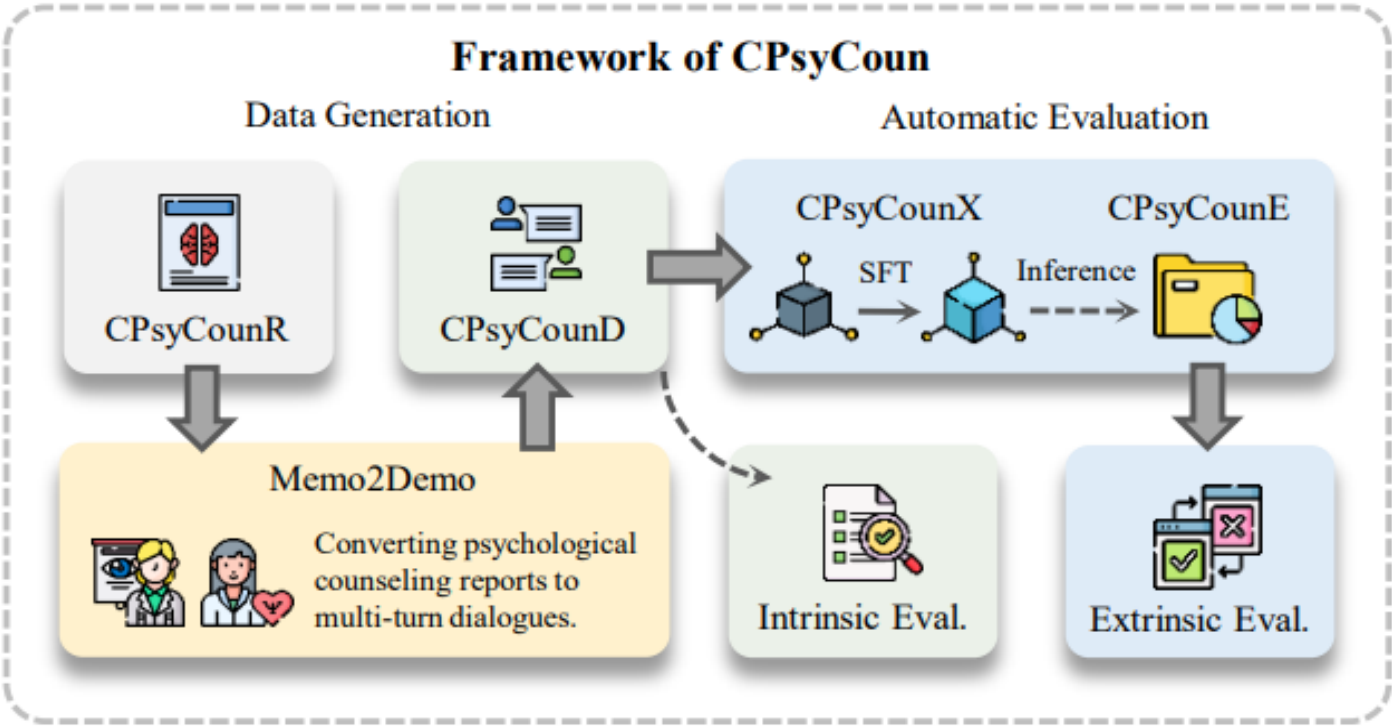 Framework of CPsyCoun
Data Generation
Automatic Evaluation
CPsyCounR
CPsyCounD
CPsyCounX
CPsyCounE
SFT
Inference
Memo2Demo
Converting psychological
counseling reports to
multi-turn dialogues.
Intrinsic Eval.
Extrinsic Eval.